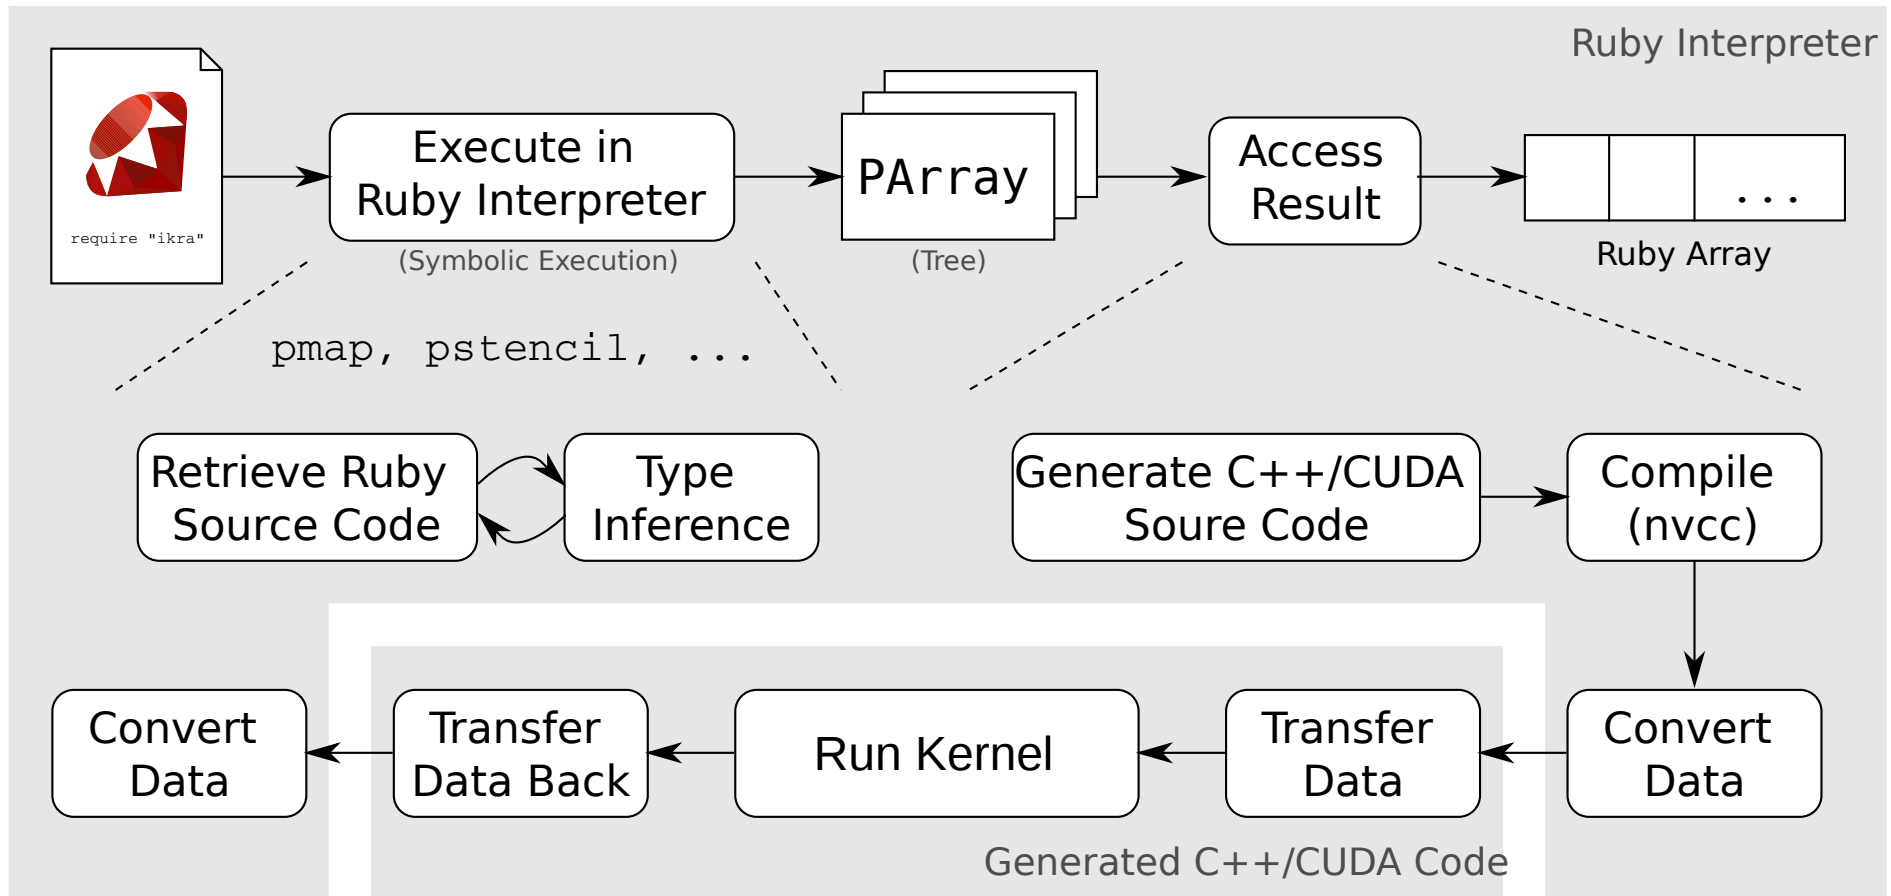 Ruby Interpreter
require "ikra"
Execute in
Ruby Interpreter
(Symbolic Execution)
PArray
(Tree)
Access
Result
...
Ruby Array
pmap, pstencil, ...
Retrieve Ruby
Source Code
Type
Inference
Generate C++/CUDA
Soure Code
Compile
(nvcc)
Convert
Data
Transfer
Data Back
Run Kernel
Transfer
Data
Convert
Data
Generated C++/CUDA Code